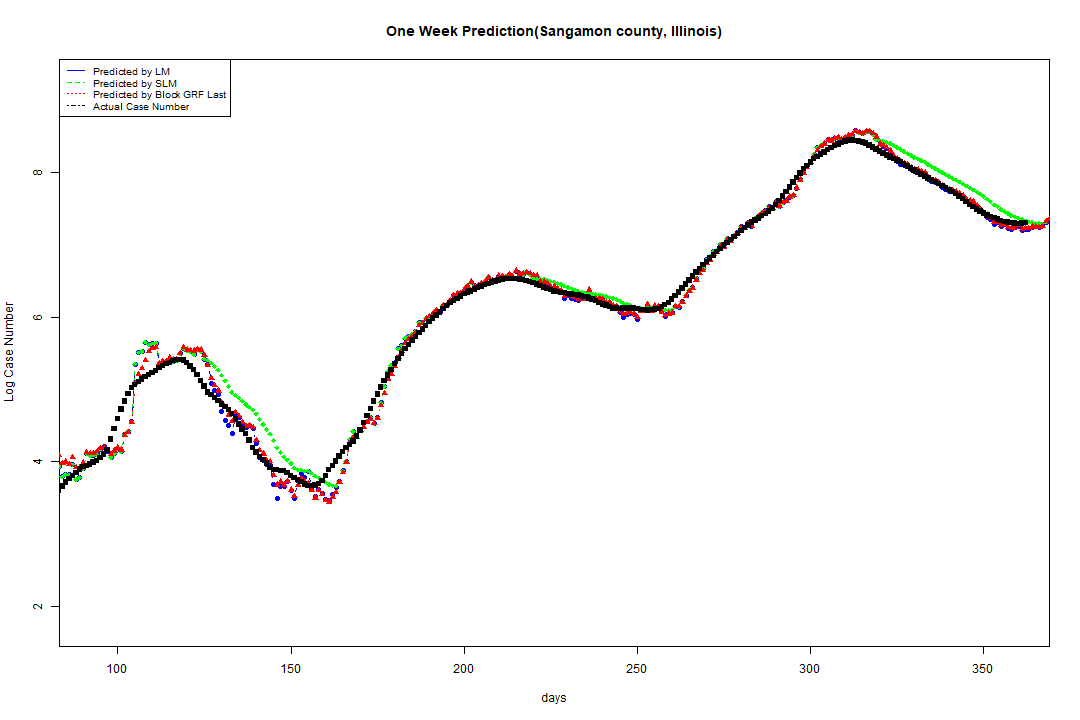 One Week Prediction(Sangamon county, Illinois)
Predicted by LM
Predicted by SLM
Predicted by Block GRF Last
Actual Case Number
Log Case Number
8
6
4
2
100 150 200 250 300 350
days